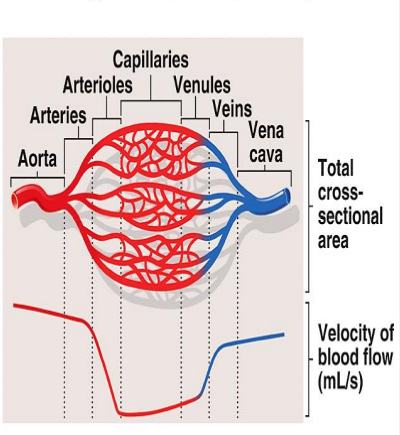 Capillaries
Arterioles
Venules
Arteries
Veins
Aorta
Vena
cava
Total
cross-
sectional
area
Velocity of
blood flow
(mL/s)